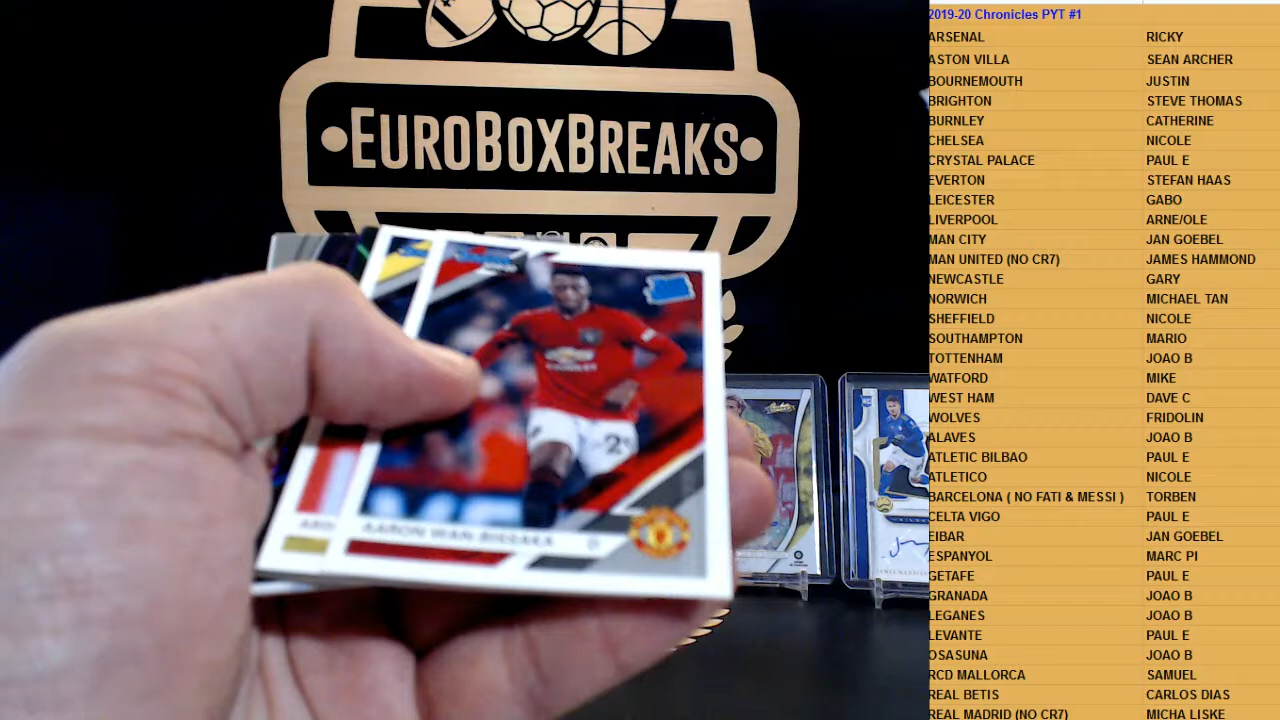 EUROBOXBREAKS
AARON WAN-BISSAKA
2019-20 Chronicles PYT #1
ARSENAL RICKY
ASTON VILLA SEAN ARCHER
BOURNEMOUTH JUSTIN
BRIGHTON STEVE THOMAS
BURNLEY CATHERINE
CHELSEA NICOLE
CRYSTAL PALACE PAUL E
EVERTON STEFAN HAAS
LEICESTER GABO
LIVERPOOL ARNE/OLE
MAN CITY JAN GOEBEL
MAN UNITED (NO CR7) JAMES HAMMOND
NEWCASTLE GARY
NORWICH MICHAEL TAN
SHEFFIELD NICOLE
SOUTHAMPTON MARIO
TOTTENHAM JOAO B
WATFORD MIKE
WEST HAM DAVE C
WOLVES FRIDOLIN
ALAVES JOAO B
ATLETIC BILBAO PAUL E
ATLETICO NICOLE
BARCELONA ( NO FATI & MESSI ) TORBEN
CELTA VIGO PAUL E
EIBAR JAN GOEBEL
ESPANYOL MARC PI
GETAFE PAUL E
GRANADA JOAO B
LEGANES JOAO B
LEVANTE PAUL E
OSASUNA JOAO B
RCD MALLORCA SAMUEL
REAL BETIS CARLOS DIAS
REAL MADRID (NO CR7) MICHA LISKE